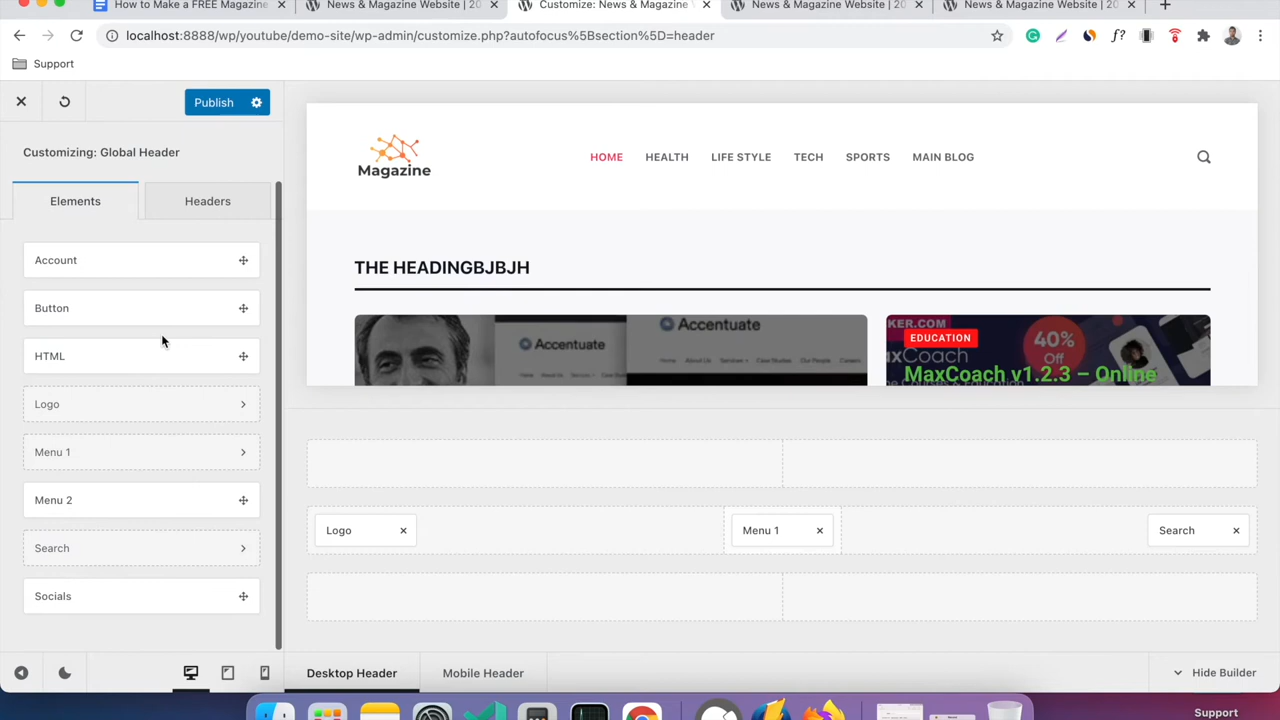 How to Make a FREE Magazine
News & Magazine Website | 20
Customize: News & Magazine
News & Magazine Website | 20
News & Magazine Website | 20
localhost:8888/wp/youtube/demo-site/wp-admin/customize.php?autofocus%5Bsection%5D=header
f?
Support
Publish
Customizing: Global Header
Elements
Headers
Account
Button
HTML
Logo
Menu 1
Menu 2
Search
Socials
Magazine
HOME HEALTH LIFE STYLE TECH SPORTS MAIN BLOG
THE HEADINGBJBJH
Accentuate
Accentuate
KER.COM
EDUCATION
40%
Off
MaxCoach v1.2.3 – Online
Logo
Menu 1
Search
Desktop Header
Mobile Header
Hide Builder
Support